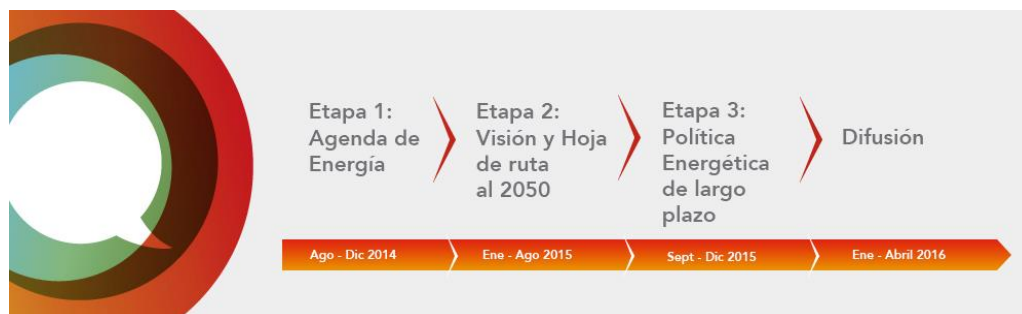 Etapa 1:
Agenda de
Energía
Etapa 2:
Visión y Hoja
de ruta
al 2050
Etapa 3:
Política
Energética
de largo
plazo
Difusión
Ago - Dic 2014
Ene - Ago 2015
Sept - Dic 2015
Ene - Abril 2016